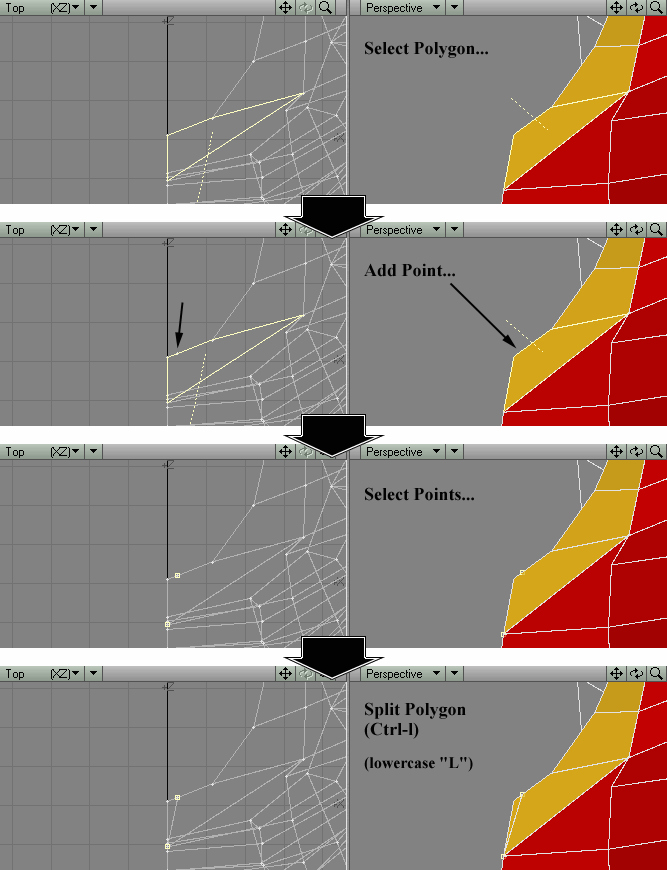 Top (XZ) Perspective
Select Polygon...
Top (XZ) Perspective
Add Point...
Top (XZ) Perspective
Select Points...
Top (XZ) Perspective
Split Polygon
(Ctrl-l)
(lowercase "L")